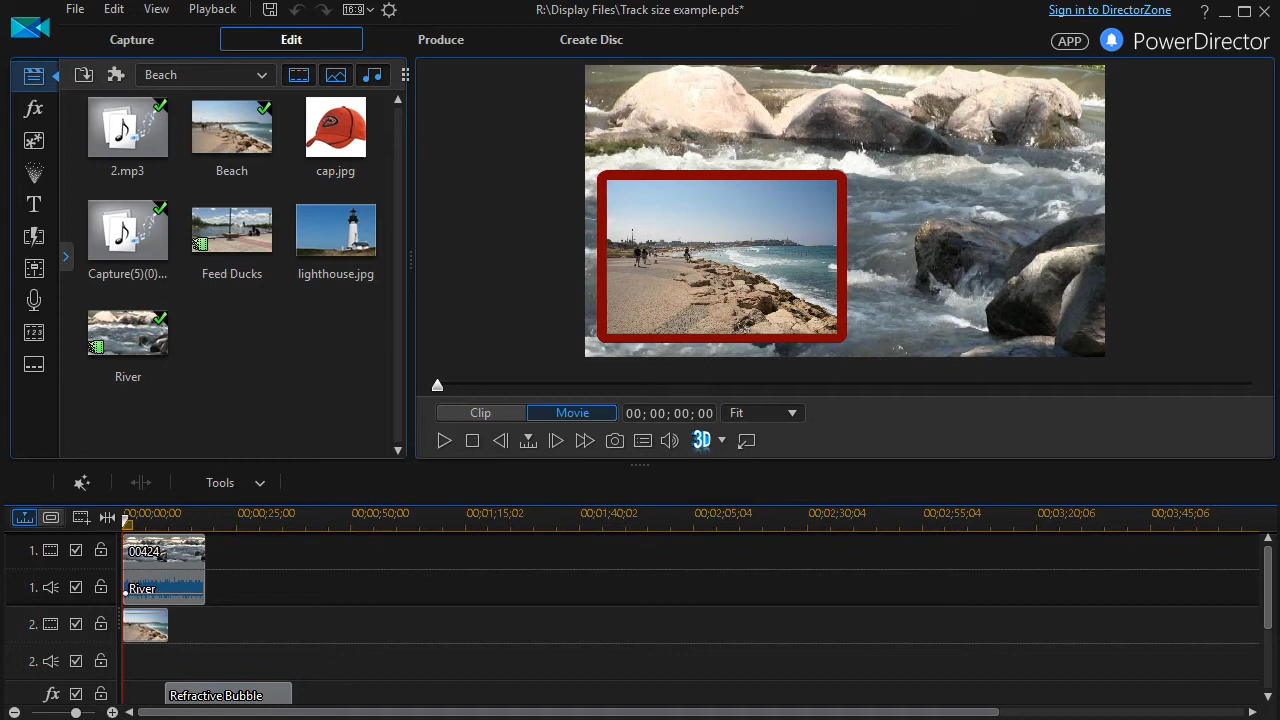 File Edit View Playback 16:9 R:\Display Files\Track size example.pds* Sign in to DirectorZone ?
Capture Edit Produce Create Disc APP PowerDirector
Beach
2.mp3 Beach cap.jpg
Capture(5)(0)... Feed Ducks lighthouse.jpg
River
fx
T
123
Clip Movie 00; 00; 00; 00 Fit
3D
Tools
00;00;00;00 00;00;25;00 00;00;50;00 00;01;15;02 00;01;40;02 00;02;05;04 00;02;30;04 00;02;55;04 00;03;20;06 00;03;45;06
1. 00424
1. River
2.
2.
fx Refractive Bubble